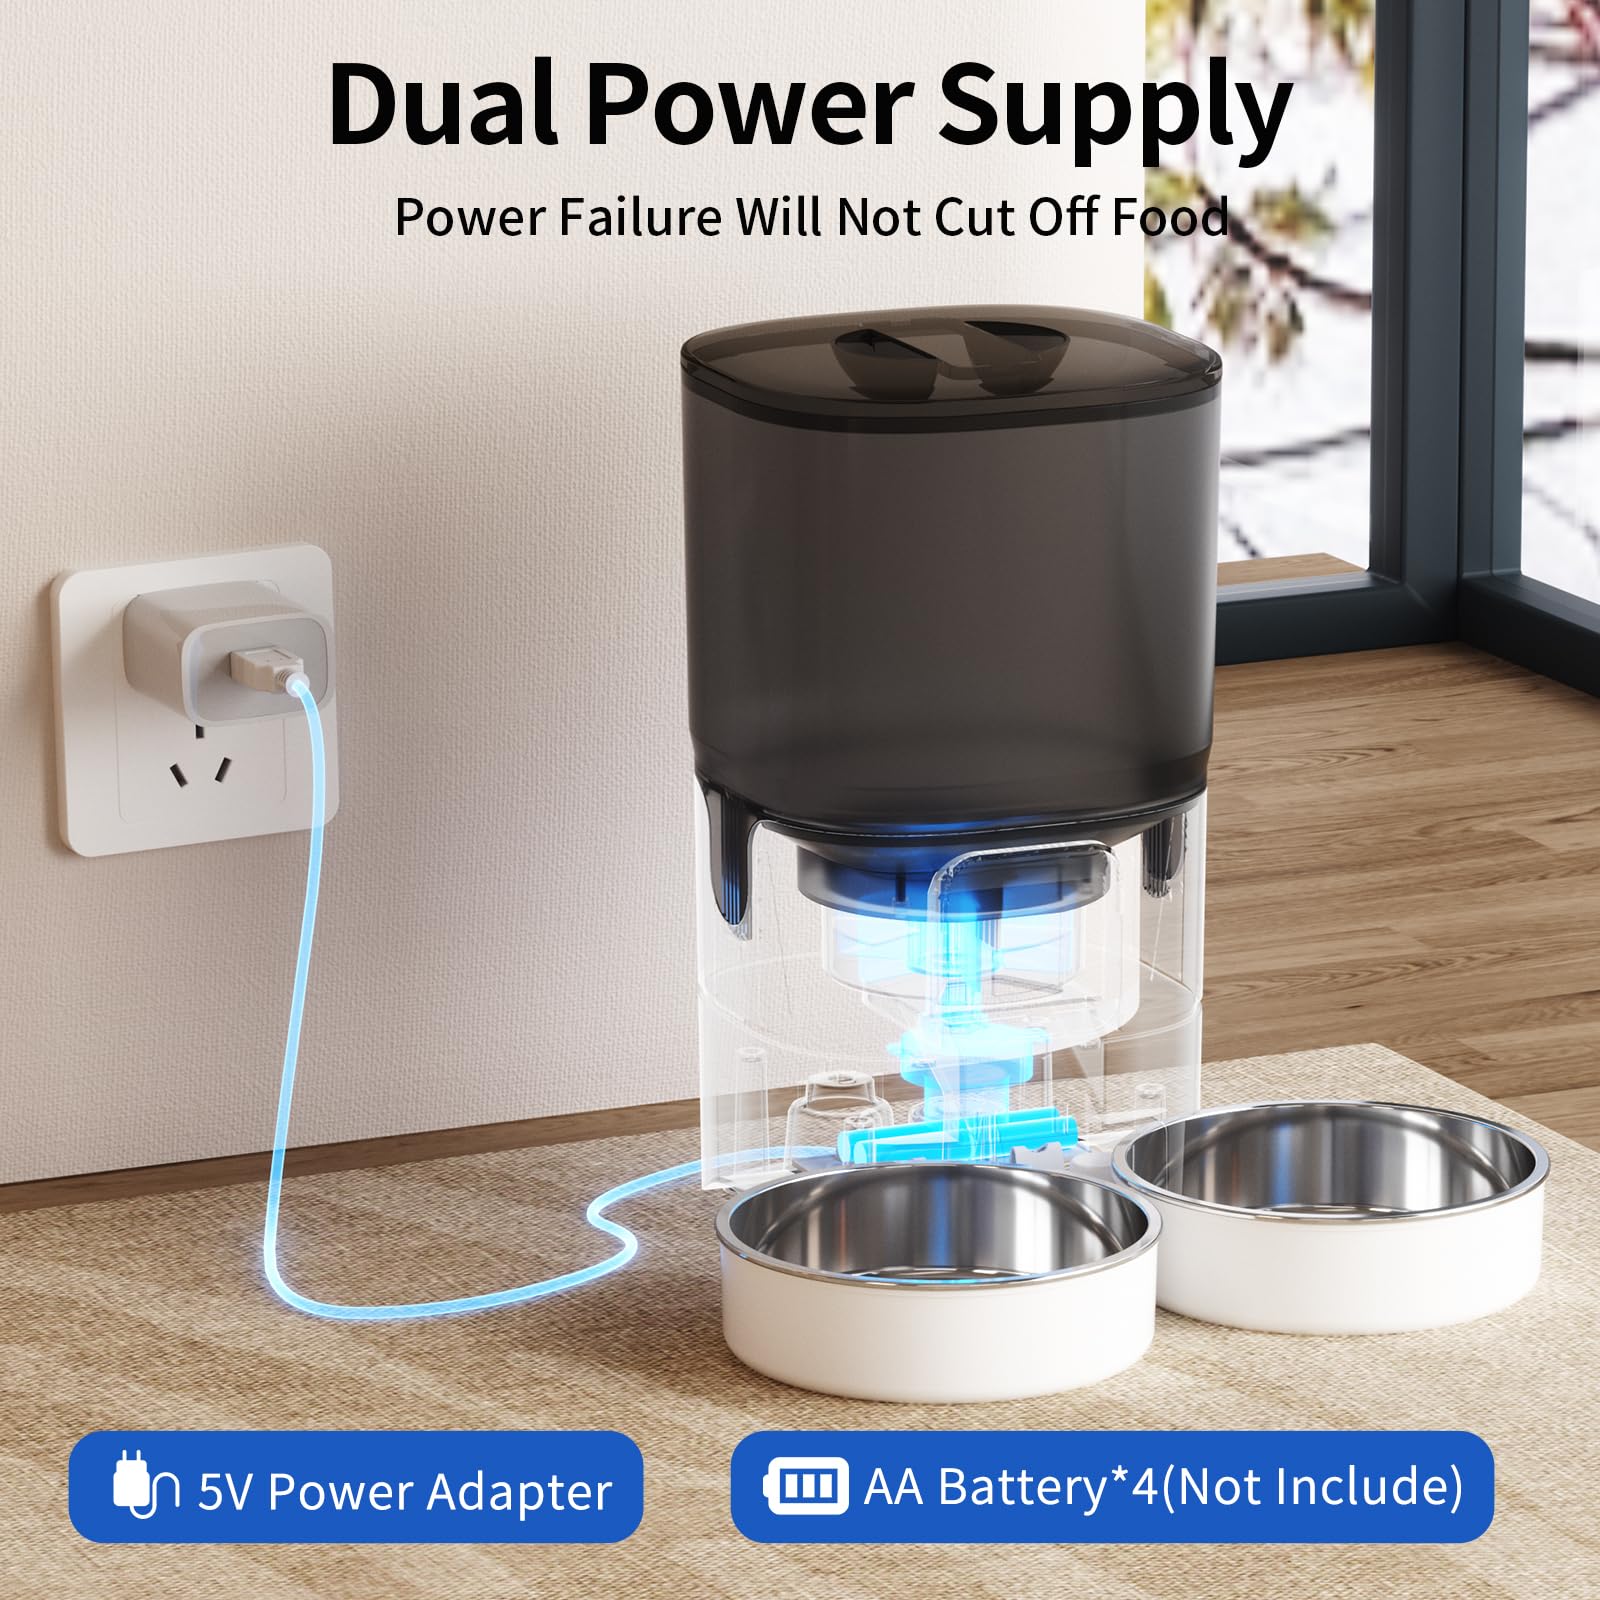 Dual Power Supply
Power Failure Will Not Cut Off Food
5V Power Adapter
AA Battery*4(Not Include)